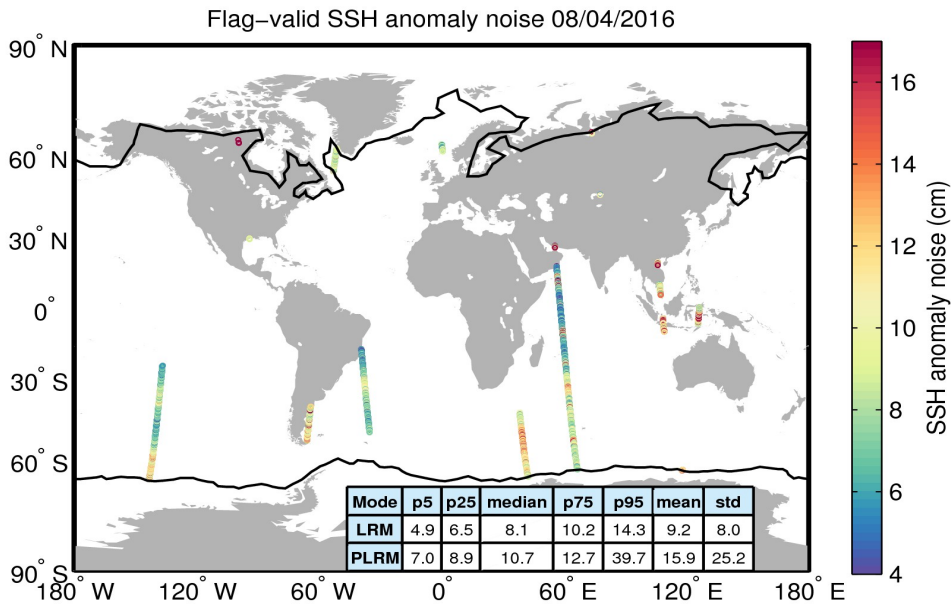 Flag−valid SSH anomaly noise 08/04/2016
90° N
60° N
30° N
0°
30° S
60° S
90° S
180° W
120° W
60° W
0°
60° E
120° E
180° E
Mode p5 p25 median p75 p95 mean std
LRM 4.9 6.5 8.1 10.2 14.3 9.2 8.0
PLRM 7.0 8.9 10.7 12.7 39.7 15.9 25.2
16
14
12
10
8
6
4
SSH anomaly noise (cm)